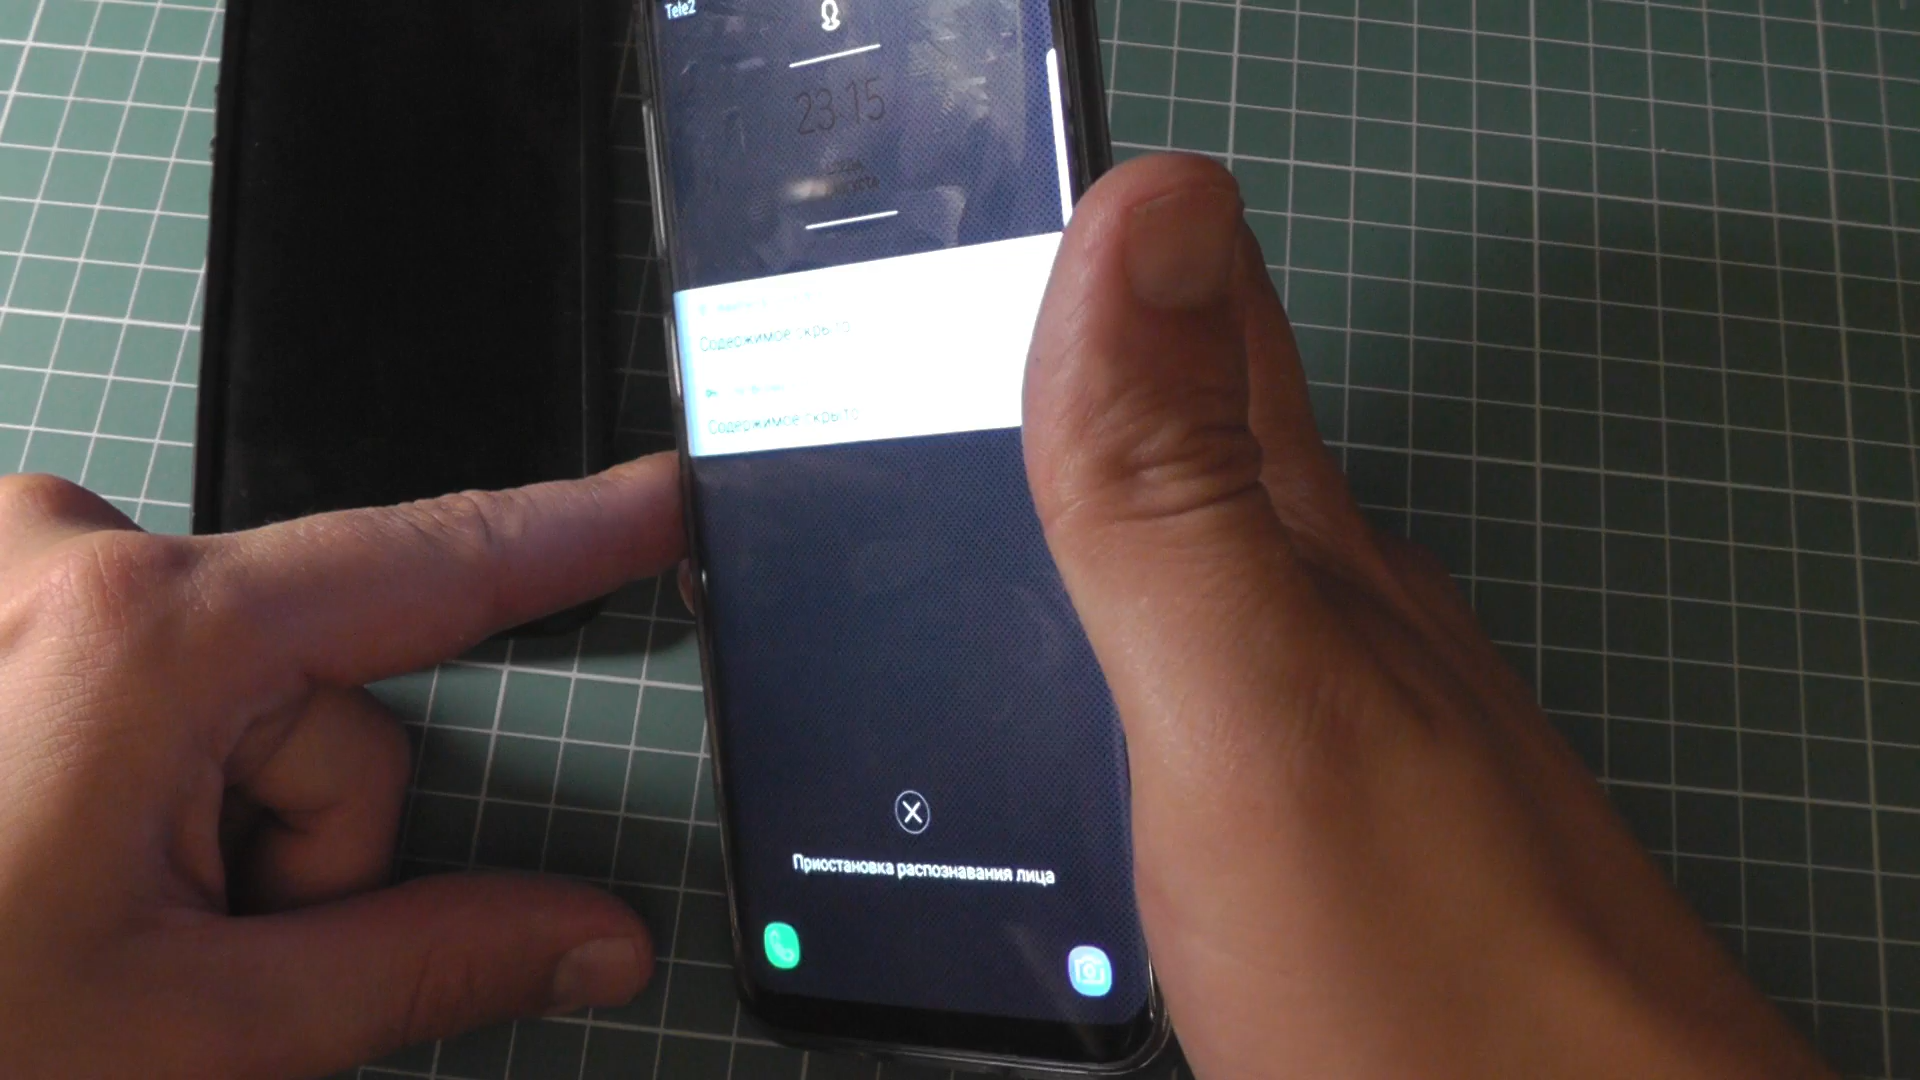 Tele2
23:15
Содержимое скрыто
Содержимое скрыто
Приостановка распознавания лица